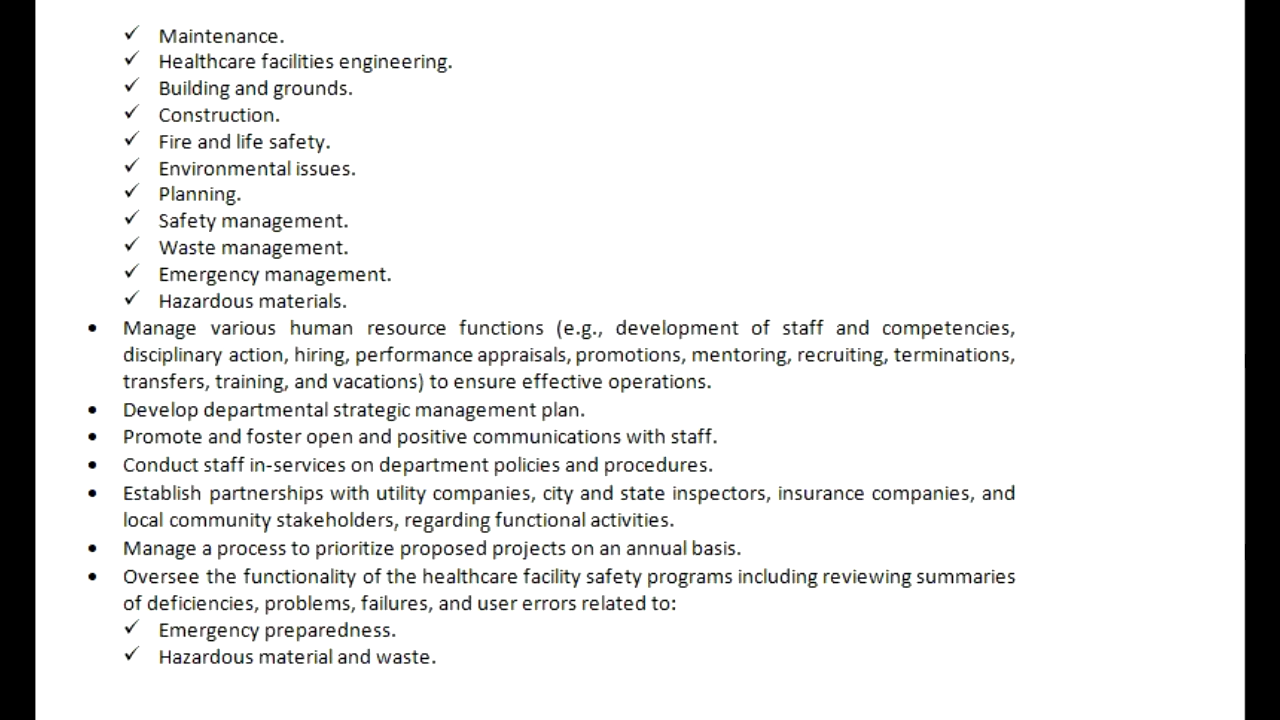 ✓ Maintenance.
✓ Healthcare facilities engineering.
✓ Building and grounds.
✓ Construction.
✓ Fire and life safety.
✓ Environmental issues.
✓ Planning.
✓ Safety management.
✓ Waste management.
✓ Emergency management.
✓ Hazardous materials.
• Manage various human resource functions (e.g., development of staff and competencies,
disciplinary action, hiring, performance appraisals, promotions, mentoring, recruiting, terminations,
transfers, training, and vacations) to ensure effective operations.
• Develop departmental strategic management plan.
• Promote and foster open and positive communications with staff.
• Conduct staff in-services on department policies and procedures.
• Establish partnerships with utility companies, city and state inspectors, insurance companies, and
local community stakeholders, regarding functional activities.
• Manage a process to prioritize proposed projects on an annual basis.
• Oversee the functionality of the healthcare facility safety programs including reviewing summaries
of deficiencies, problems, failures, and user errors related to:
✓ Emergency preparedness.
✓ Hazardous material and waste.